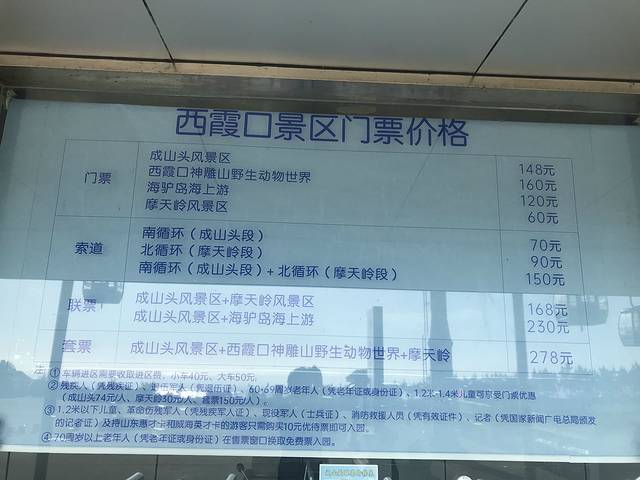 西霞口景区门票价格
门票
成山头风景区 148元
西霞口神雕山野生动物世界 160元
海驴岛海上游 120元
摩天岭风景区 60元
索道
南循环（成山头段） 70元
北循环（摩天岭段） 90元
南循环（成山头段）+北循环（摩天岭段） 150元
联票
成山头风景区+摩天岭风景区 168元
成山头风景区+海驴岛海上游 230元
套票 成山头风景区+西霞口神雕山野生动物世界+摩天岭 278元
注
①车辆进区需要收取进区费，小车40元、大车50元。
②残疾人（凭残疾证）、退伍军人（凭退伍证）、60-69周岁老年人（凭老年证或身份证）、1.2米-1.4米儿童可享受门票优惠
（成山头74元/人、摩天岭30元/人、套票150元/人）。
③1.2米以下儿童、革命伤残军人（凭残疾军人证）、现役军人（士兵证）、消防救援人员（凭有效证件）、记者（凭国家新闻广电总局颁发
的记者证）及持山东惠才卡和威海英才卡的游客只需购买10元优待票即可入园。
④70周岁以上老年人（凭老年证或身份证）在售票窗口换取免费票入园。